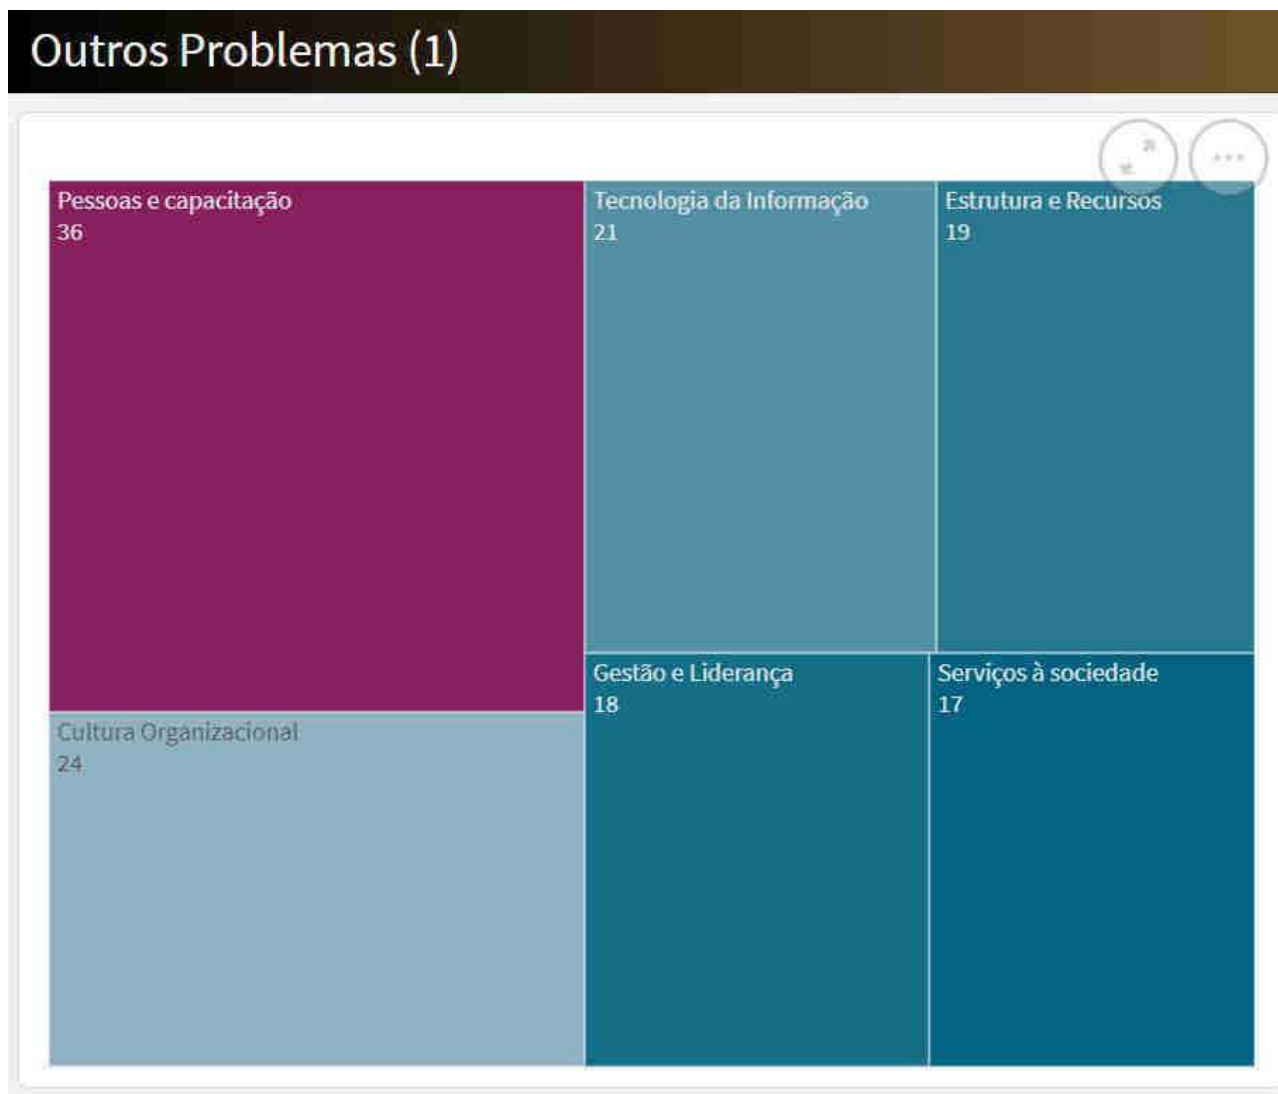 Outros Problemas (1)
Pessoas e capacitação
36
Tecnologia da Informação
21
Estrutura e Recursos
19
Gestão e Liderança
18
Serviços à sociedade
17
Cultura Organizacional
24